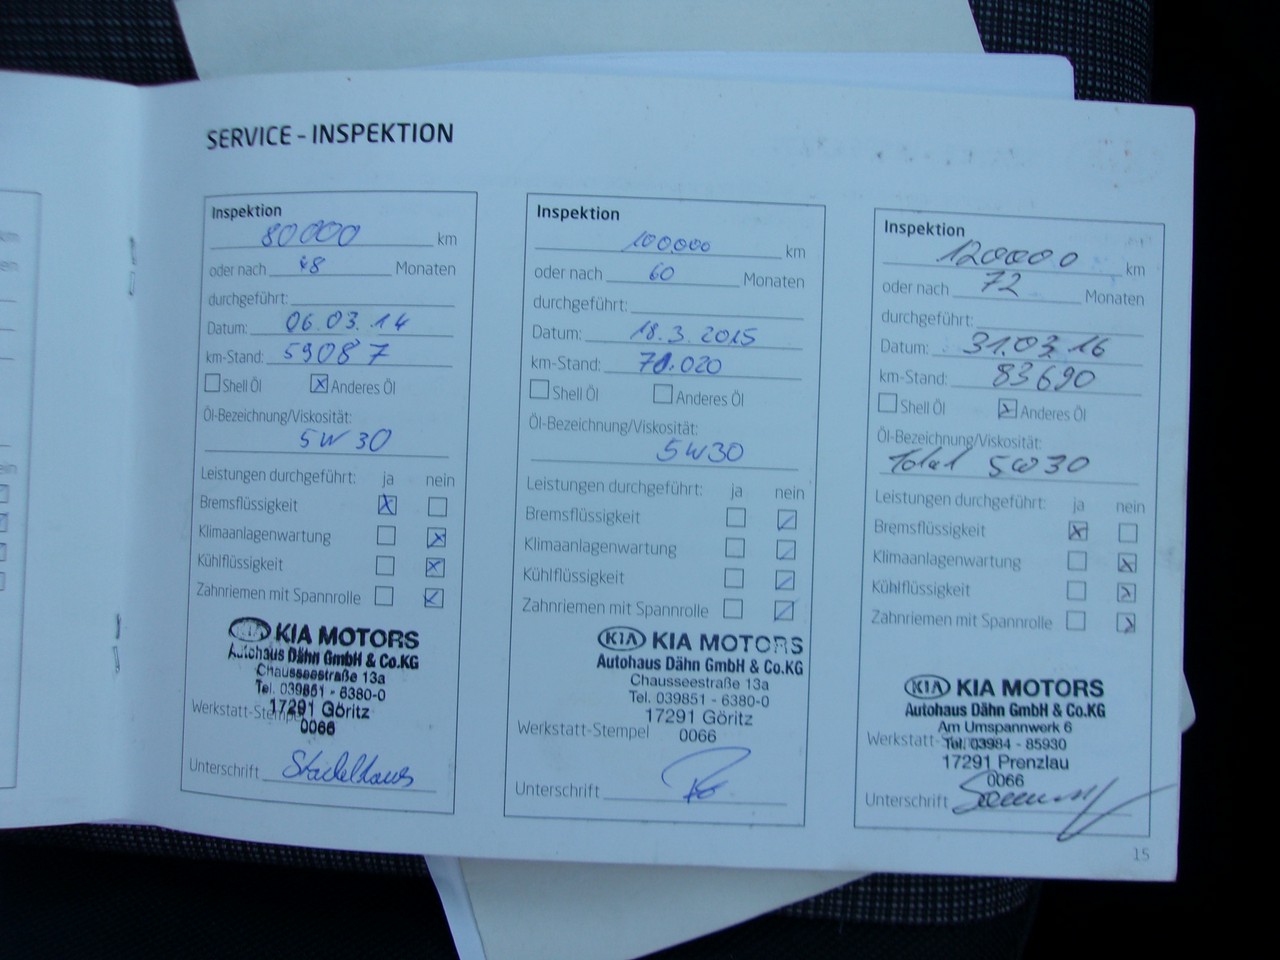 SERVICE - INSPEKTION
Inspektion
80000 km
oder nach 48 Monaten
durchgeführt:
Datum: 06.03.14
km-Stand: 59087
Shell Öl Anderes Öl
Öl-Bezeichnung/Viskosität:
5W30
Leistungen durchgeführt: ja nein
Bremsflüssigkeit
Klimaanlagenwartung
Kühlflüssigkeit
Zahnriemen mit Spannrolle
KIA MOTORS
Autohaus Dähn GmbH & Co.KG
Chausseestraße 13a
Tel. 039851 - 6380-0
17291 Göritz
Werkstatt-Stempel
0066
Unterschrift
Inspektion
100000 km
oder nach 60 Monaten
durchgeführt:
Datum: 18.3.2015
km-Stand: 71.020
Shell Öl Anderes Öl
Öl-Bezeichnung/Viskosität:
5W30
Leistungen durchgeführt: ja nein
Bremsflüssigkeit
Klimaanlagenwartung
Kühlflüssigkeit
Zahnriemen mit Spannrolle
KIA KIA MOTORS
Autohaus Dähn GmbH & Co.KG
Chausseestraße 13a
Tel. 039851 - 6380-0
17291 Göritz
Werkstatt-Stempel 0066
Unterschrift
Inspektion
120000 km
oder nach 72 Monaten
durchgeführt:
Datum: 31.03.16
km-Stand: 83690
Shell Öl Anderes Öl
Öl-Bezeichnung/Viskosität:
Total 5W30
Leistungen durchgeführt: ja nein
Bremsflüssigkeit
Klimaanlagenwartung
Kühlflüssigkeit
Zahnriemen mit Spannrolle
KIA KIA MOTORS
Autohaus Dähn GmbH & Co.KG
Am Umspannwerk 6
Werkstatt- Tel. 03984 - 85930
17291 Prenzlau
0066
Unterschrift
15